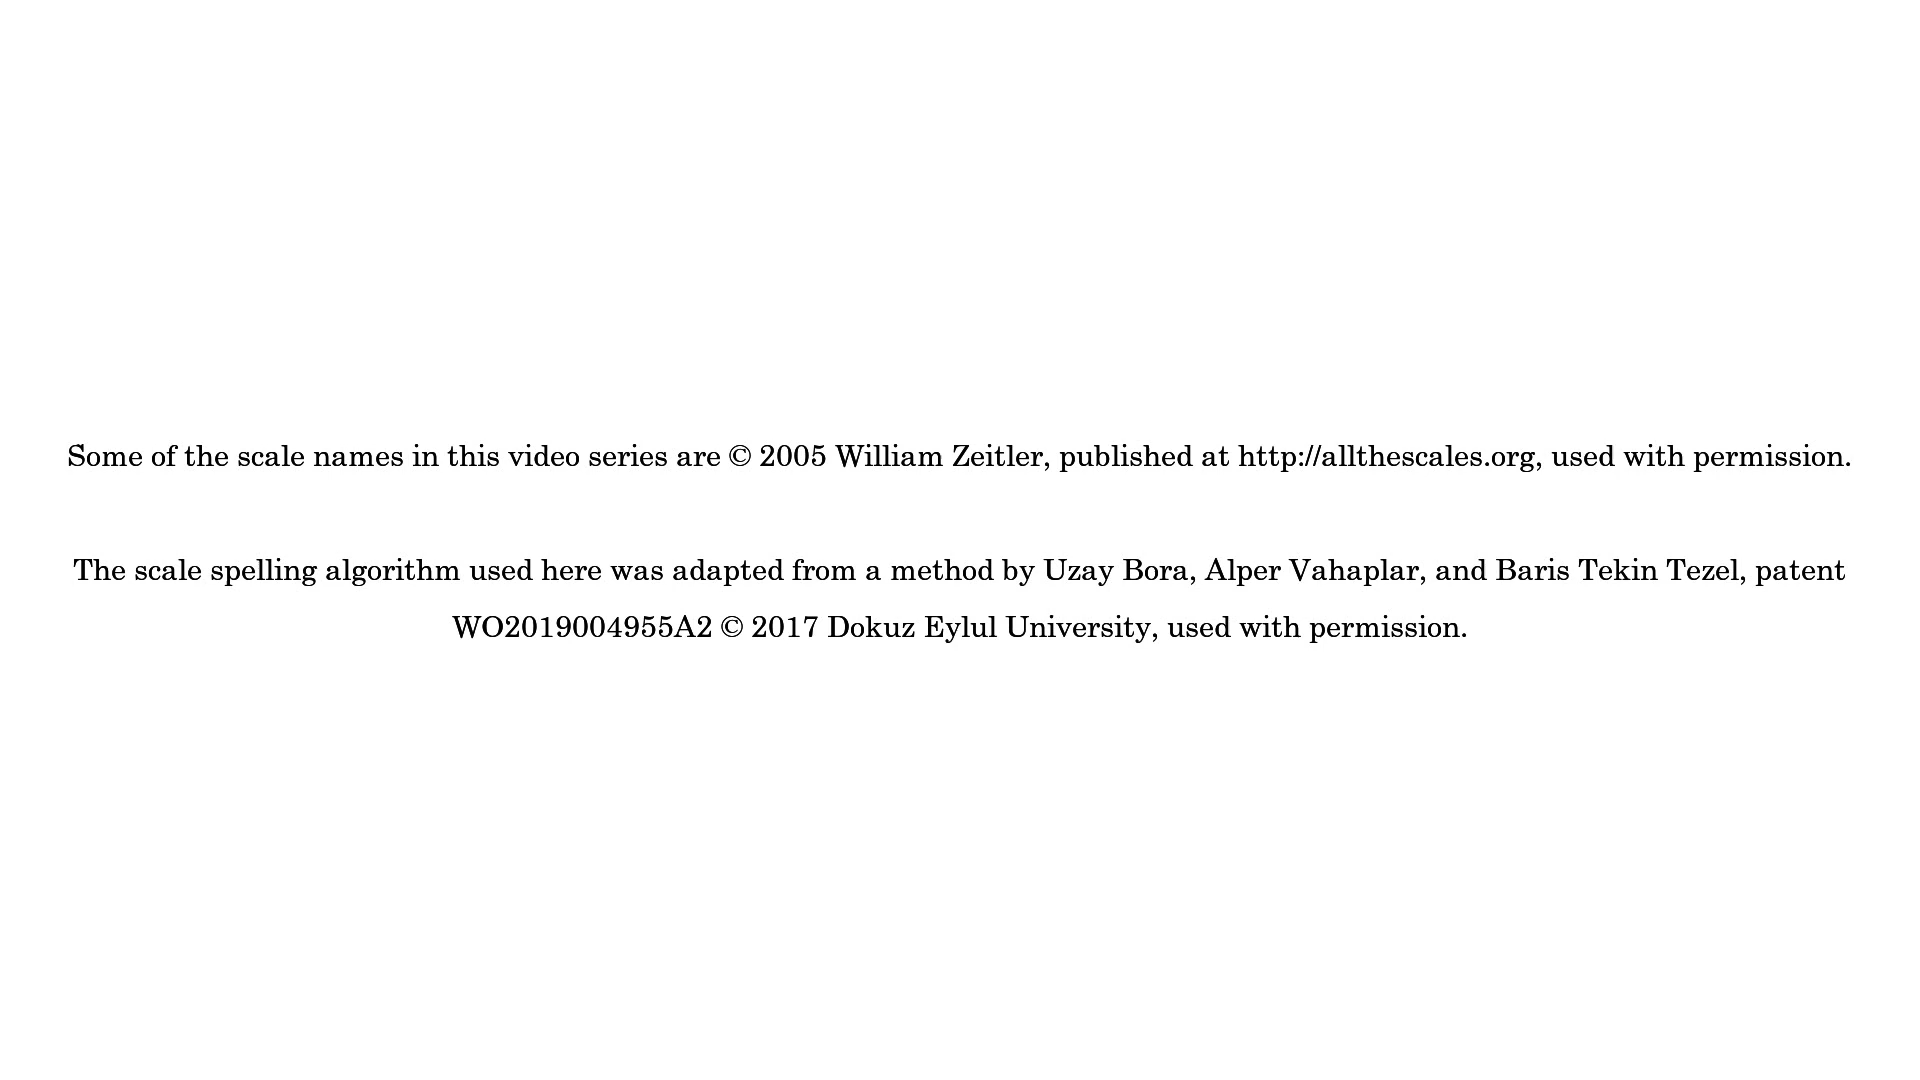 Some of the scale names in this video series are © 2005 William Zeitler, published at http://allthescales.org, used with permission.
The scale spelling algorithm used here was adapted from a method by Uzay Bora, Alper Vahaplar, and Baris Tekin Tezel, patent
WO2019004955A2 © 2017 Dokuz Eylul University, used with permission.